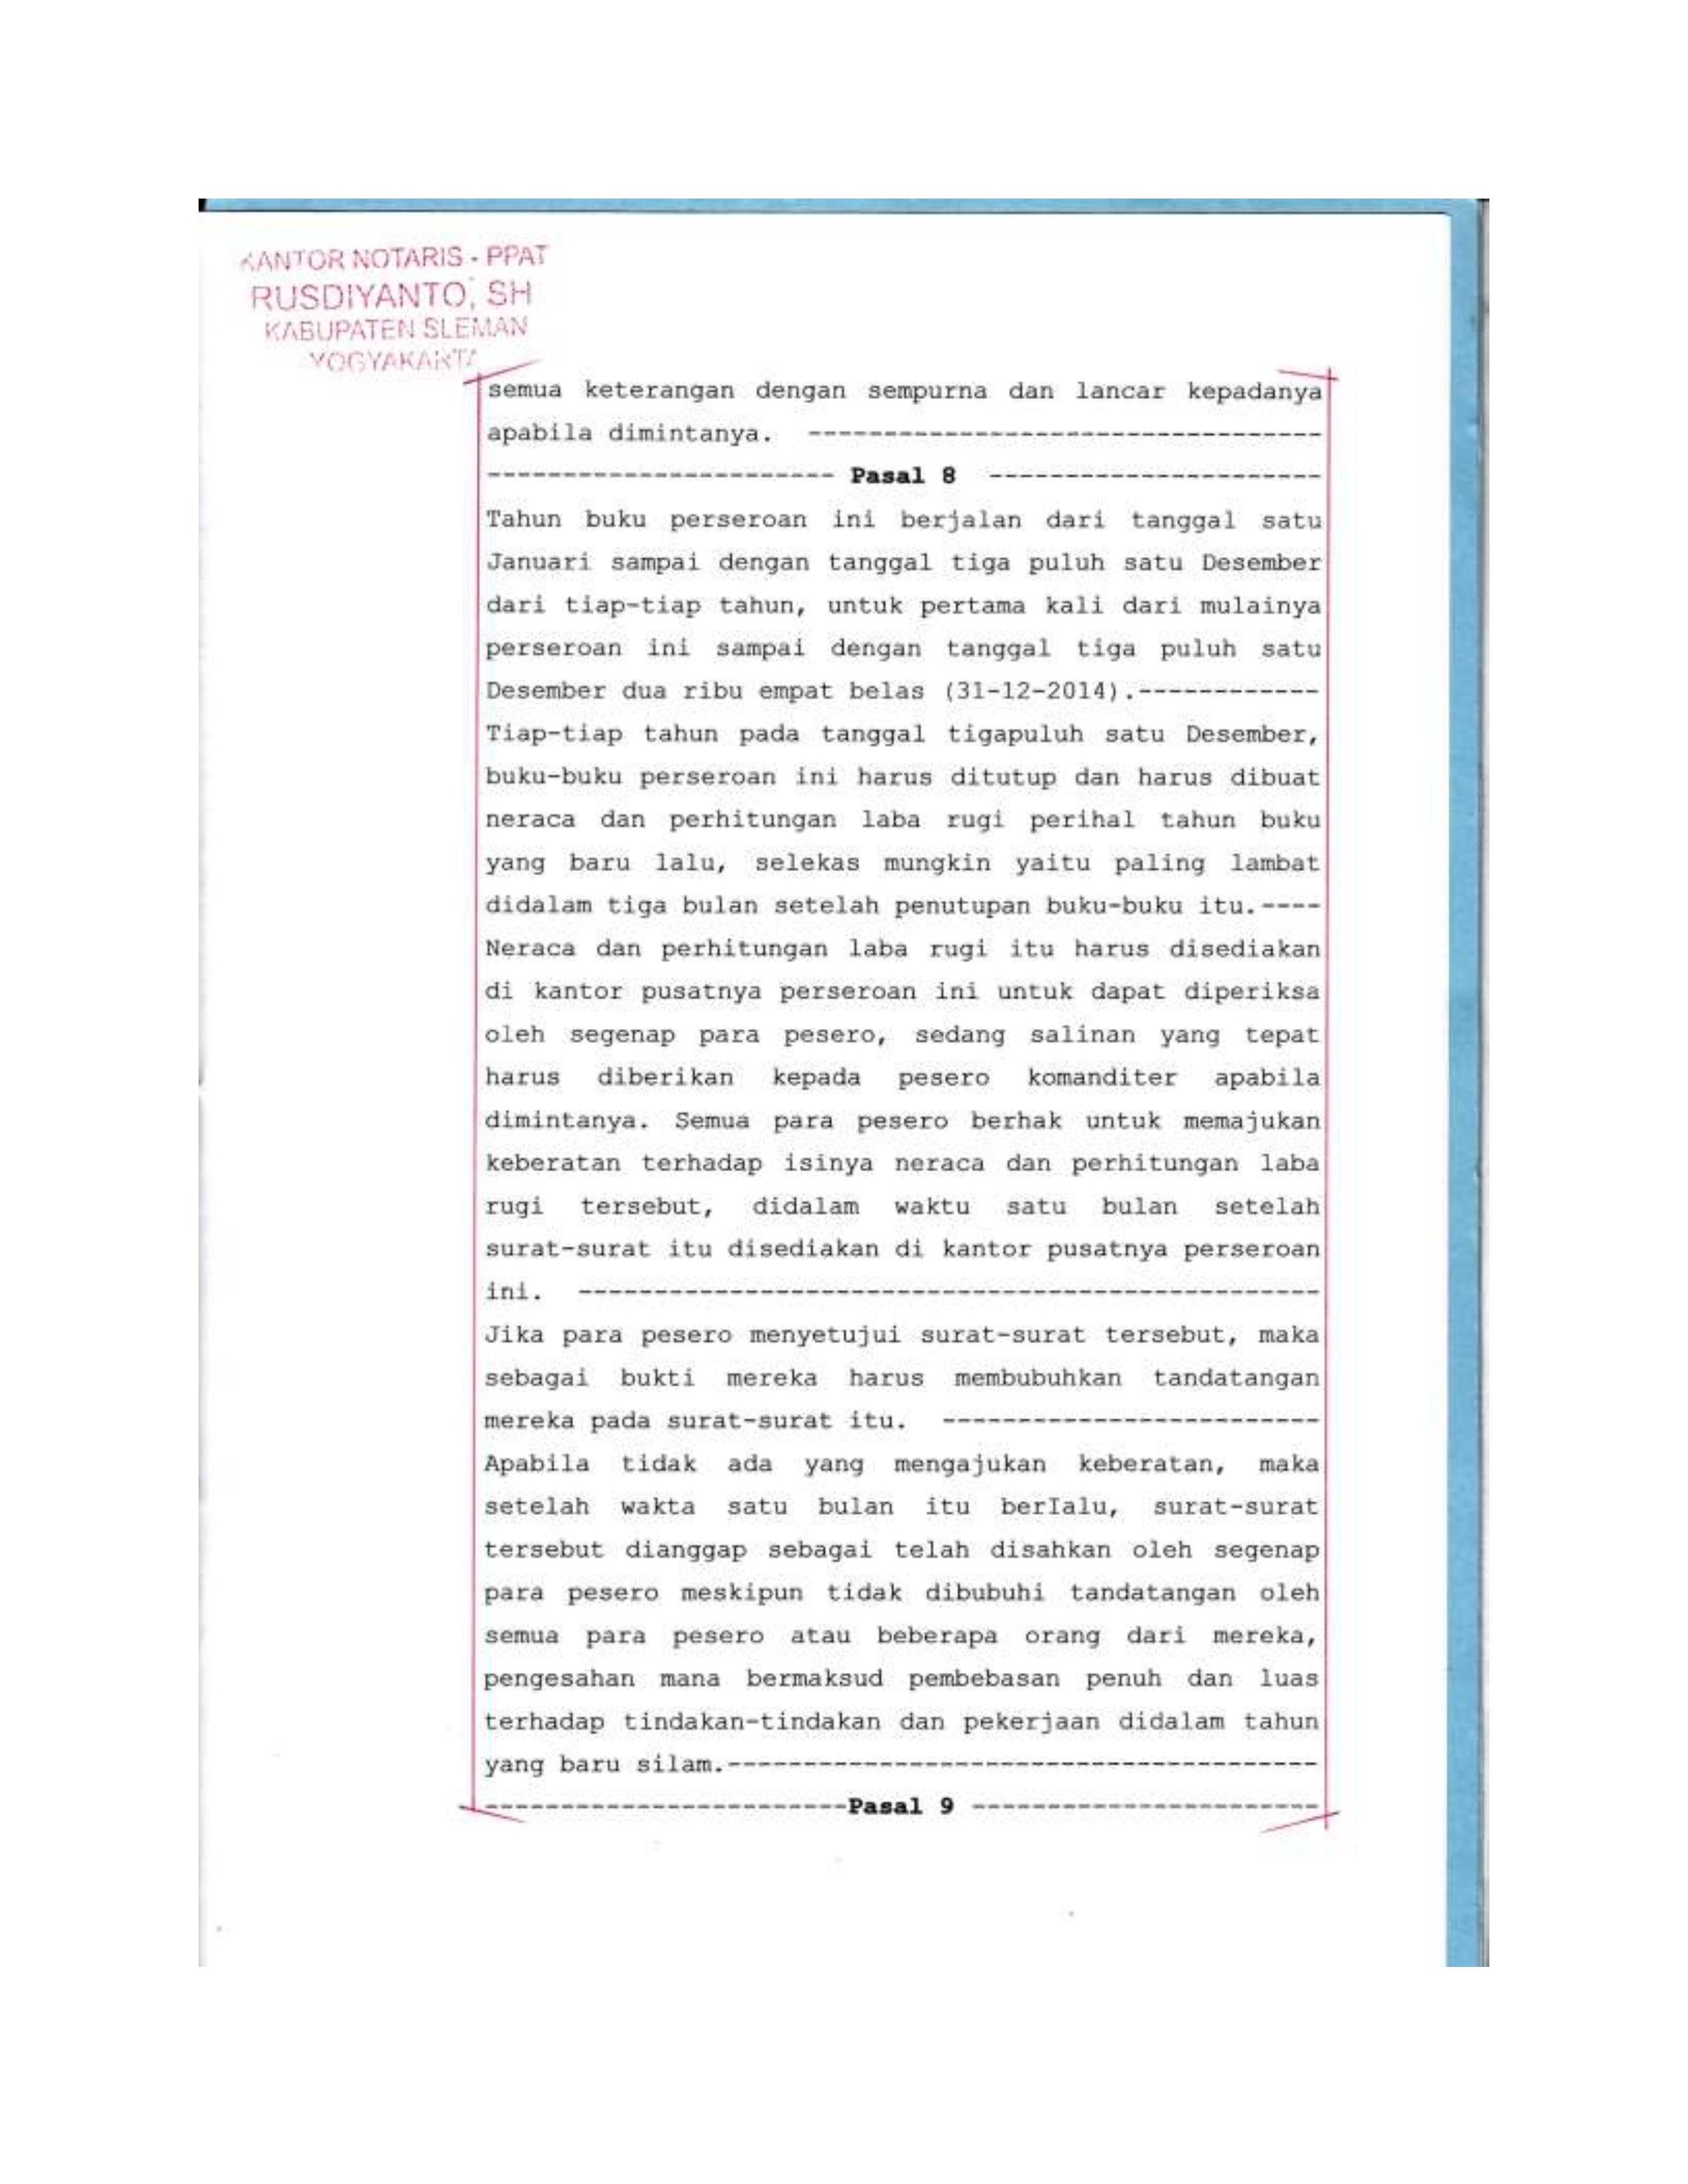 KANTOR NOTARIS - PPAT
RUSDIYANTO, SH
KABUPATEN SLEMAN
YOGYAKARTA
semua keterangan dengan sempurna dan lancar kepadanya
apabila dimintanya. ----------------------------------
----------------------- Pasal 8 ----------------------
Tahun buku perseroan ini berjalan dari tanggal satu
Januari sampai dengan tanggal tiga puluh satu Desember
dari tiap-tiap tahun, untuk pertama kali dari mulainya
perseroan ini sampai dengan tanggal tiga puluh satu
Desember dua ribu empat belas (31-12-2014).------------
Tiap-tiap tahun pada tanggal tigapuluh satu Desember,
buku-buku perseroan ini harus ditutup dan harus dibuat
neraca dan perhitungan laba rugi perihal tahun buku
yang baru lalu, selekas mungkin yaitu paling lambat
didalam tiga bulan setelah penutupan buku-buku itu.----
Neraca dan perhitungan laba rugi itu harus disediakan
di kantor pusatnya perseroan ini untuk dapat diperiksa
oleh segenap para pesero, sedang salinan yang tepat
harus diberikan kepada pesero komanditer apabila
dimintanya. Semua para pesero berhak untuk memajukan
keberatan terhadap isinya neraca dan perhitungan laba
rugi tersebut, didalam waktu satu bulan setelah
surat-surat itu disediakan di kantor pusatnya perseroan
ini. -------------------------------------------------
Jika para pesero menyetujui surat-surat tersebut, maka
sebagai bukti mereka harus membubuhkan tandatangan
mereka pada surat-surat itu. -------------------------
Apabila tidak ada yang mengajukan keberatan, maka
setelah wakta satu bulan itu berIalu, surat-surat
tersebut dianggap sebagai telah disahkan oleh segenap
para pesero meskipun tidak dibubuhi tandatangan oleh
semua para pesero atau beberapa orang dari mereka,
pengesahan mana bermaksud pembebasan penuh dan luas
terhadap tindakan-tindakan dan pekerjaan didalam tahun
yang baru silam.---------------------------------------
------------------------Pasal 9 -----------------------